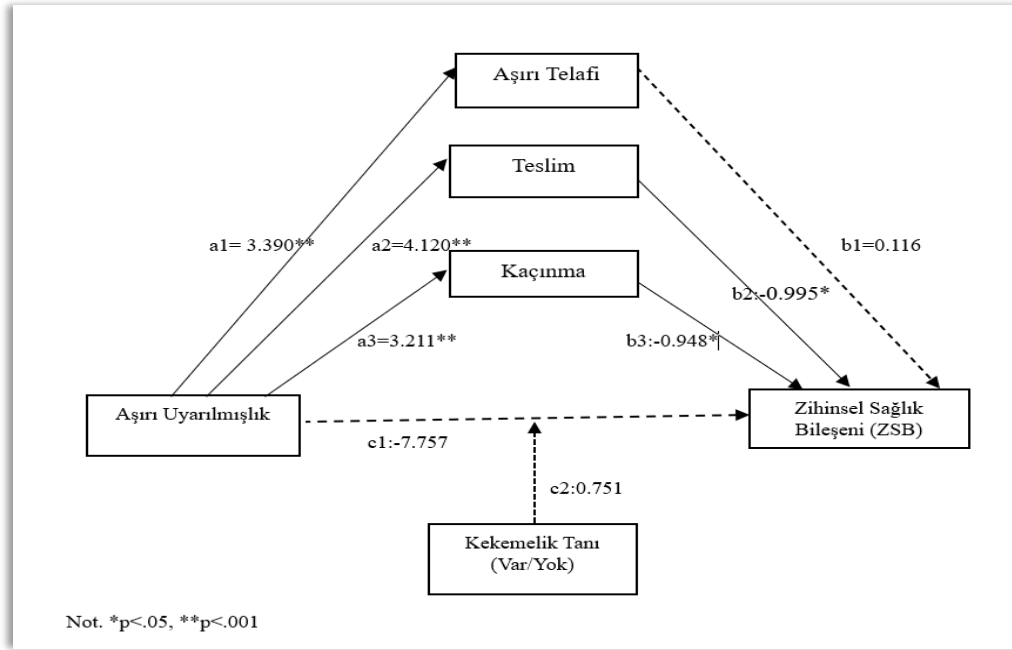 Aşırı Telafi
Teslim
a1= 3.390**
a2=4.120**
b1=0.116
Kaçınma
b2:-0.995*
a3=3.211**
b3:-0.948*
Aşırı Uyarılmışlık
Zihinsel Sağlık
Bileşeni (ZSB)
c1:-7.757
c2:0.751
Kekemelik Tanı
(Var/Yok)
Not. *p<.05, **p<.001